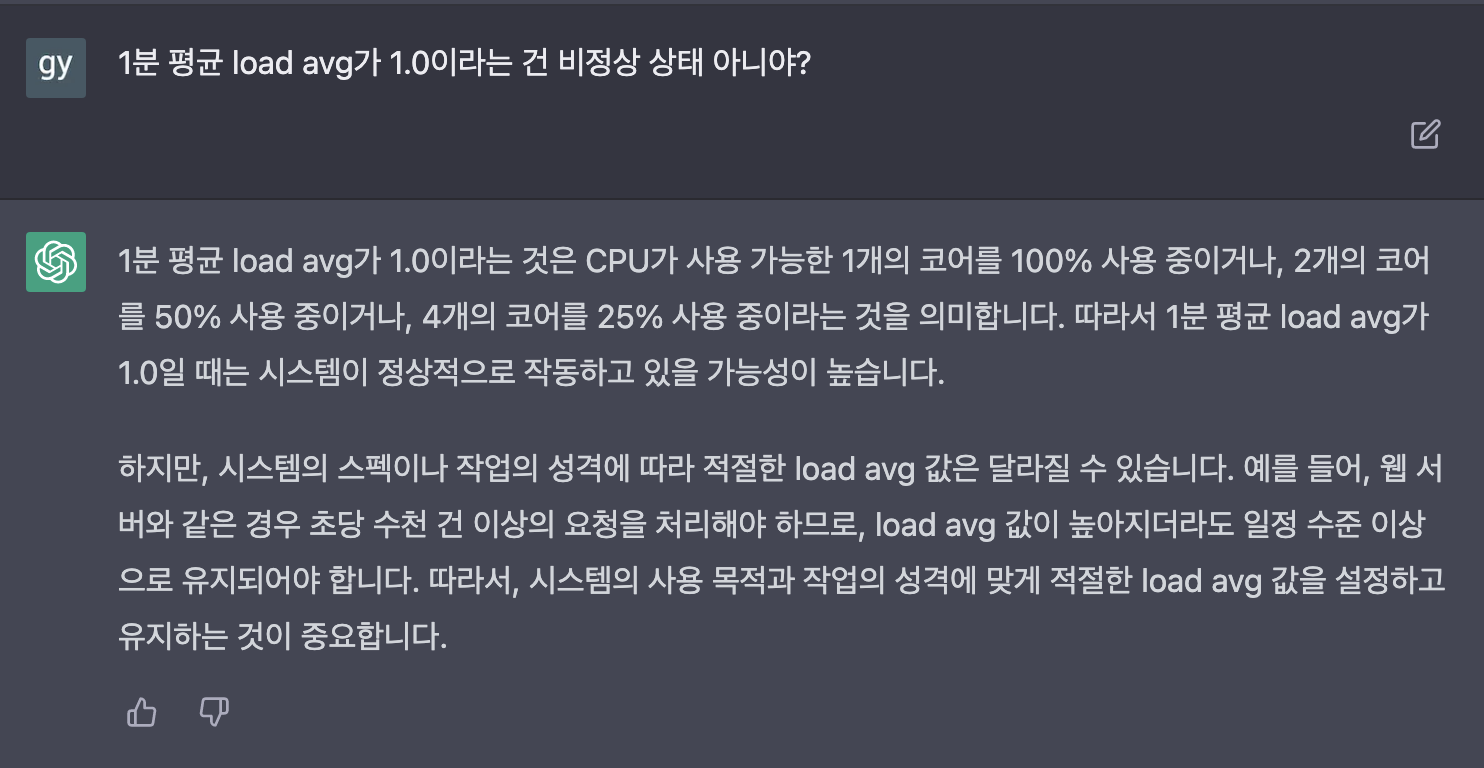 gy
1분 평균 load avg가 1.0이라는 건 비정상 상태 아니야?
1분 평균 load avg가 1.0이라는 것은 CPU가 사용 가능한 1개의 코어를 100% 사용 중이거나, 2개의 코어
를 50% 사용 중이거나, 4개의 코어를 25% 사용 중이라는 것을 의미합니다. 따라서 1분 평균 load avg가
1.0일 때는 시스템이 정상적으로 작동하고 있을 가능성이 높습니다.
하지만, 시스템의 스펙이나 작업의 성격에 따라 적절한 load avg 값은 달라질 수 있습니다. 예를 들어, 웹 서
버와 같은 경우 초당 수천 건 이상의 요청을 처리해야 하므로, load avg 값이 높아지더라도 일정 수준 이상
으로 유지되어야 합니다. 따라서, 시스템의 사용 목적과 작업의 성격에 맞게 적절한 load avg 값을 설정하고
유지하는 것이 중요합니다.